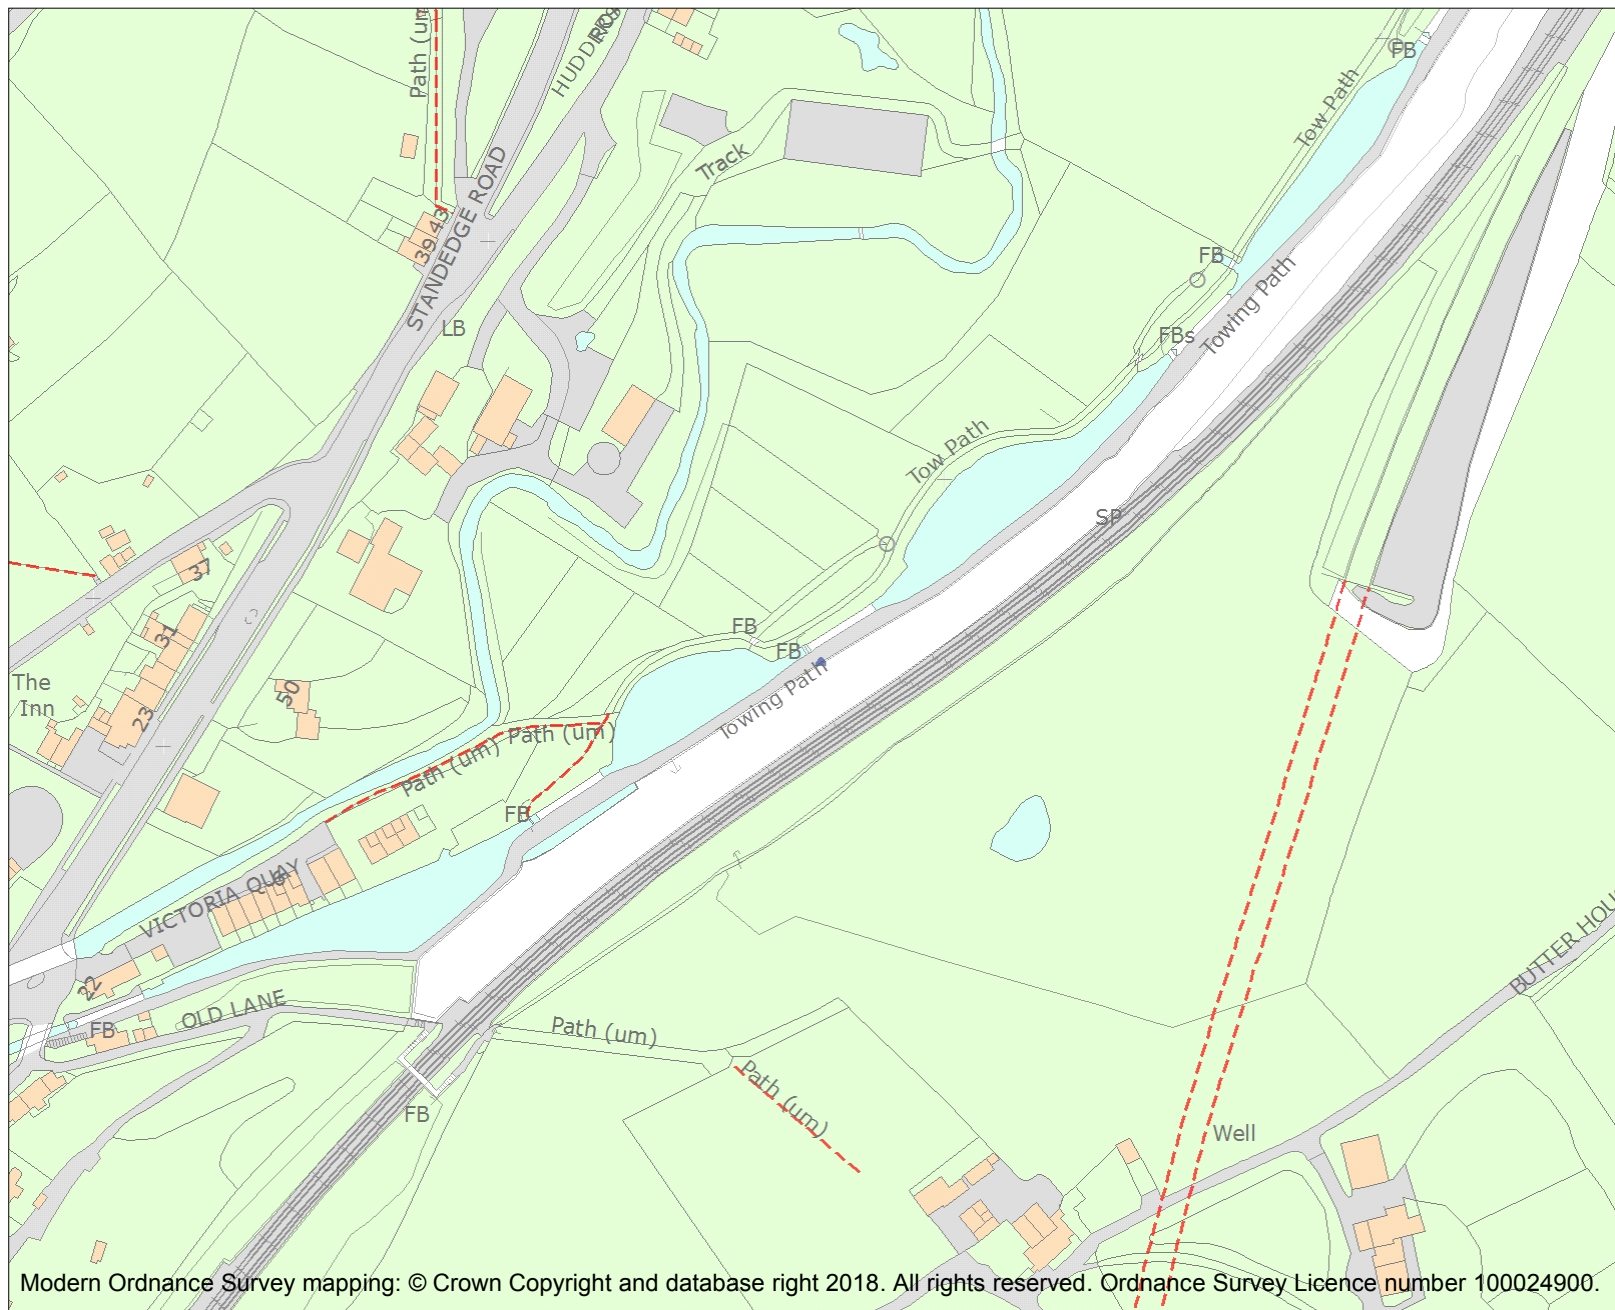 Path (um
HUDDERS
FB
Tow Path
Track
39
43
STANDEDGE ROAD
LB
FB
Towing Path
FBs
Tow Path
SP
37
31
The
Inn
50
23
FB
FB
Towing Path
Path (um)
Path (um)
FB
VICTORIA QUAY
6
22
OLD LANE
FB
Path (um)
Path (um)
FB
BUTTER HOU
Well
Modern Ordnance Survey mapping: © Crown Copyright and database right 2018. All rights reserved. Ordnance Survey Licence number 100024900.